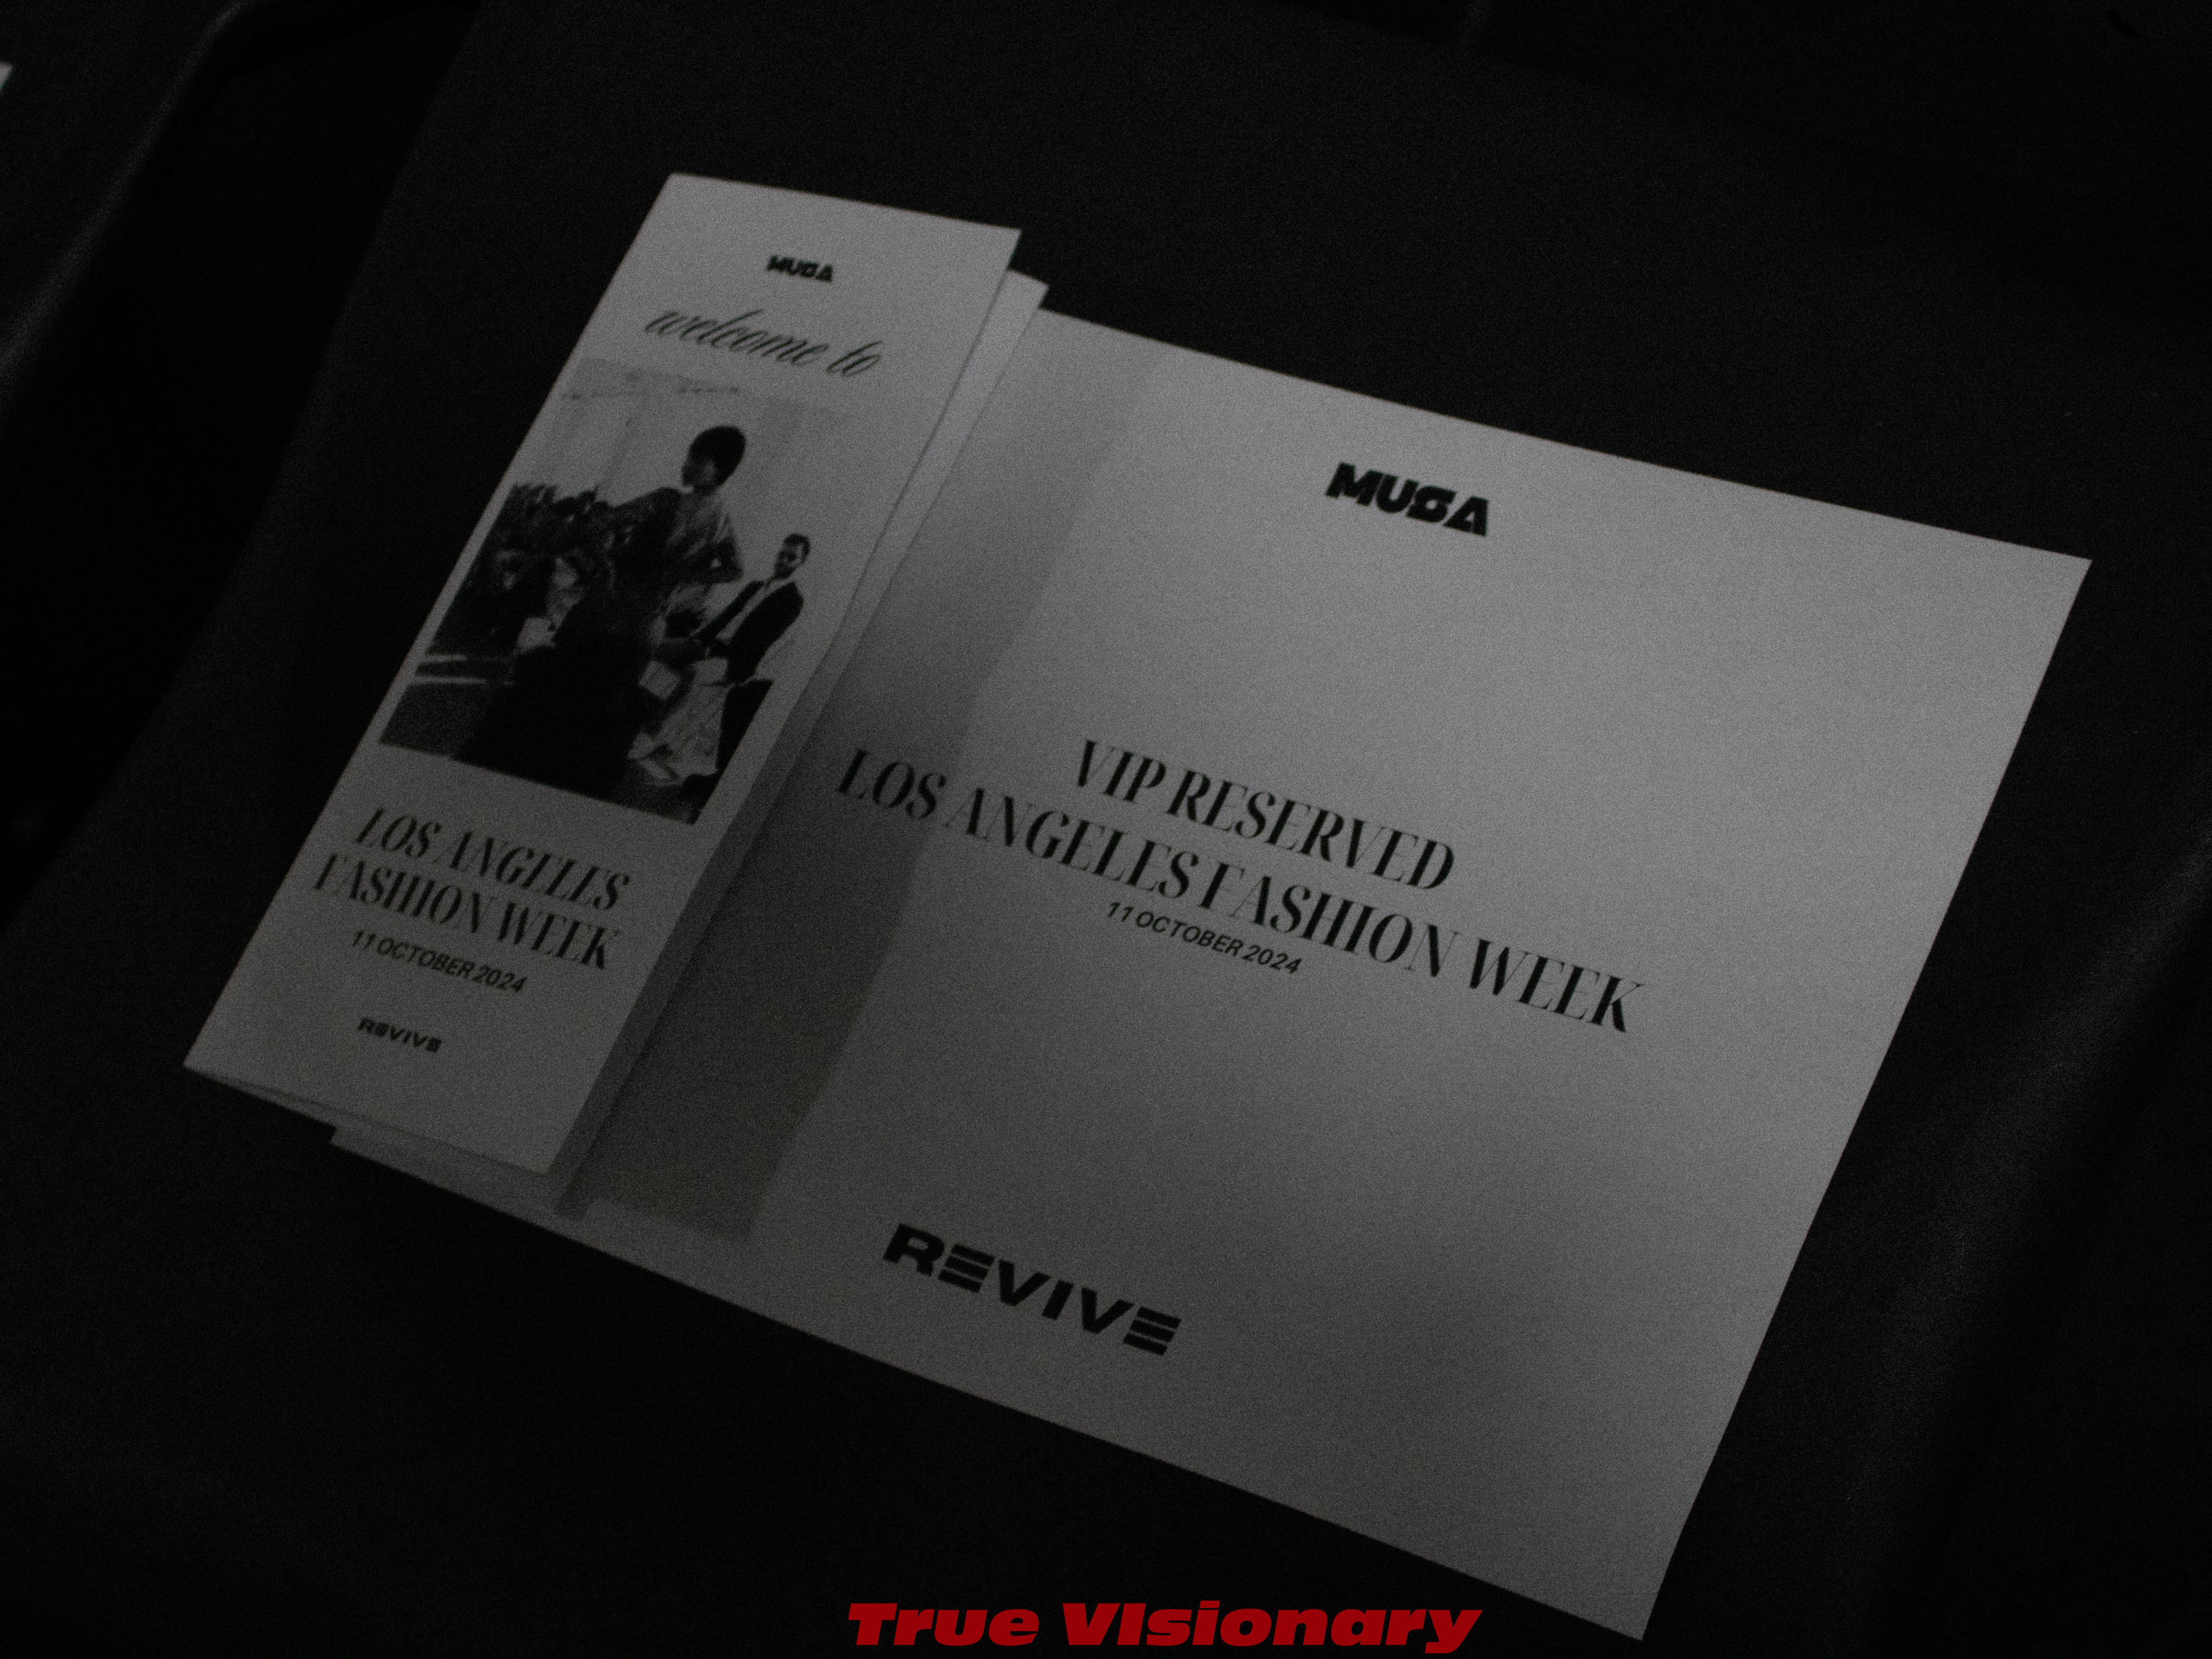 MUSA
welcome to
LOS ANGELES
FASHION WEEK
11 OCTOBER 2024
REVIVE
MUSA
VIP RESERVED
LOS ANGELES FASHION WEEK
11 OCTOBER 2024
REVIVE
True VIsionary